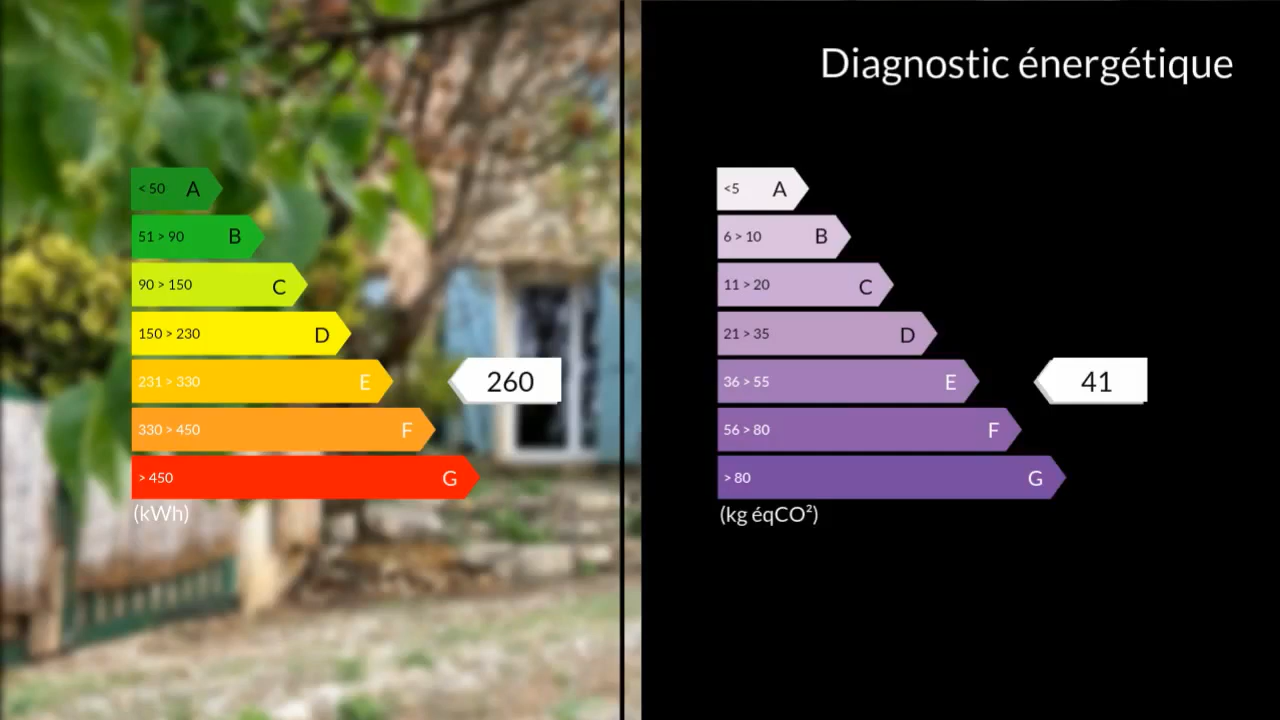 Diagnostic énergétique
< 50 A
51 > 90 B
90 > 150 C
150 > 230 D
231 > 330 E
260
330 > 450 F
> 450 G
(kWh)
<5 A
6 > 10 B
11 > 20 C
21 > 35 D
36 > 55 E
41
56 > 80 F
> 80 G
(kg éqCO²)